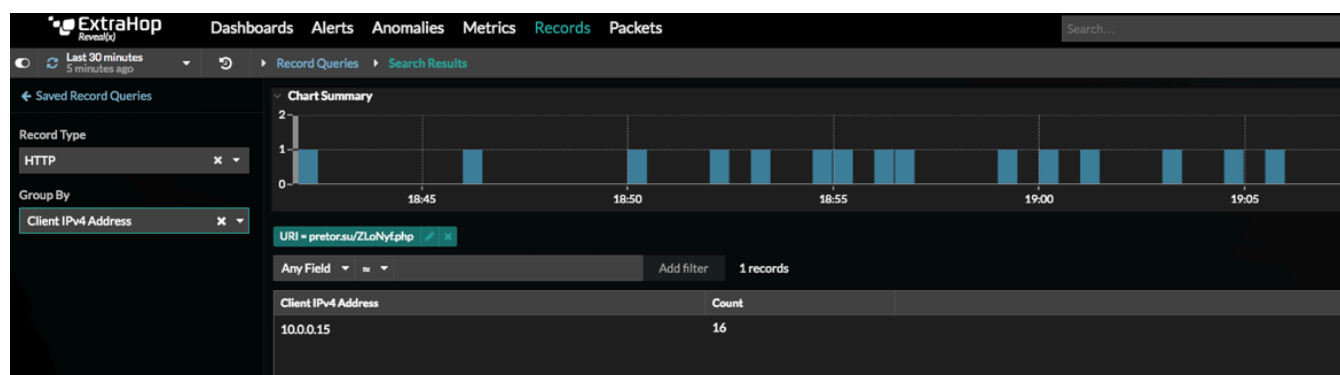 ExtraHop
Reveal(x)
Dashboards Alerts Anomalies Metrics Records Packets
Search...
Last 30 minutes
5 minutes ago
Record Queries Search Results
Saved Record Queries
Record Type
HTTP
Group By
Client IPv4 Address
Chart Summary
2
1
0
18:45 18:50 18:55 19:00 19:05
URI = pretor.su/ZLoNyf.php
Any Field ≈ Add filter 1 records
Client IPv4 Address Count
10.0.0.15 16